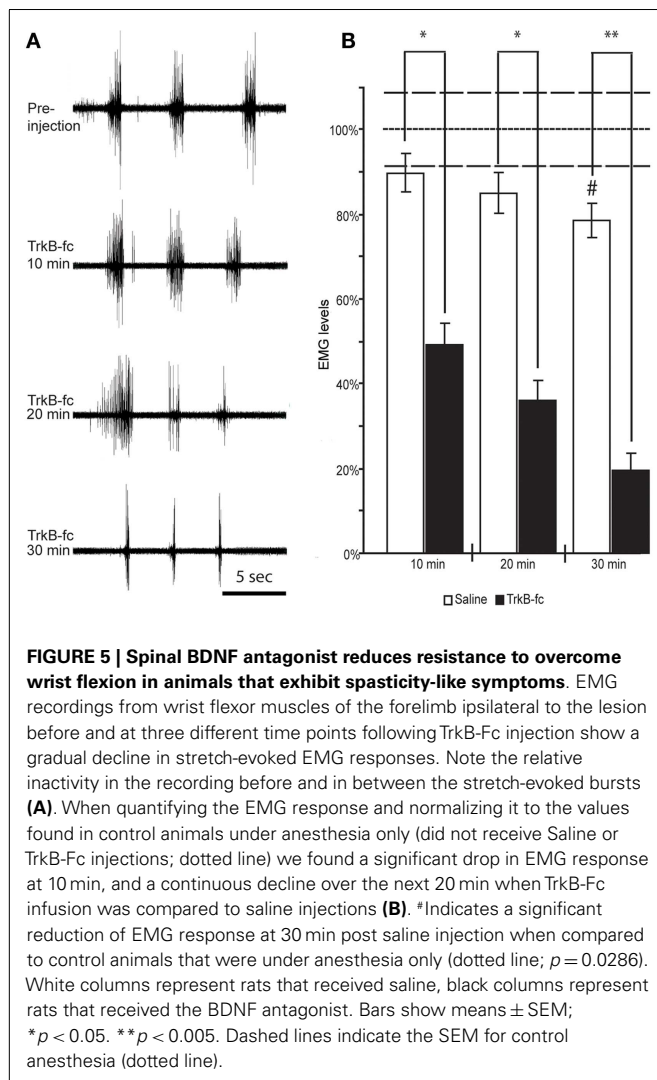 A
B
*
*
**
Pre-
injection
TrkB-fc
10 min
TrkB-fc
20 min
TrkB-fc
30 min
5 sec
EMG levels
100%
80%
60%
40%
20%
0%
#
10 min
20 min
30 min
Saline
TrkB-fc
FIGURE 5 | Spinal BDNF antagonist reduces resistance to overcome
wrist flexion in animals that exhibit spasticity-like symptoms. EMG
recordings from wrist flexor muscles of the forelimb ipsilateral to the lesion
before and at three different time points following TrkB-Fc injection show a
gradual decline in stretch-evoked EMG responses. Note the relative
inactivity in the recording before and in between the stretch-evoked bursts
(A). When quantifying the EMG response and normalizing it to the values
found in control animals under anesthesia only (did not receive Saline or
TrkB-Fc injections; dotted line) we found a significant drop in EMG response
at 10 min, and a continuous decline over the next 20 min when TrkB-Fc
infusion was compared to saline injections (B). #Indicates a significant
reduction of EMG response at 30 min post saline injection when compared
to control animals that were under anesthesia only (dotted line; p = 0.0286).
White columns represent rats that received saline, black columns represent
rats that received the BDNF antagonist. Bars show means ± SEM;
*p < 0.05. **p < 0.005. Dashed lines indicate the SEM for control
anesthesia (dotted line).